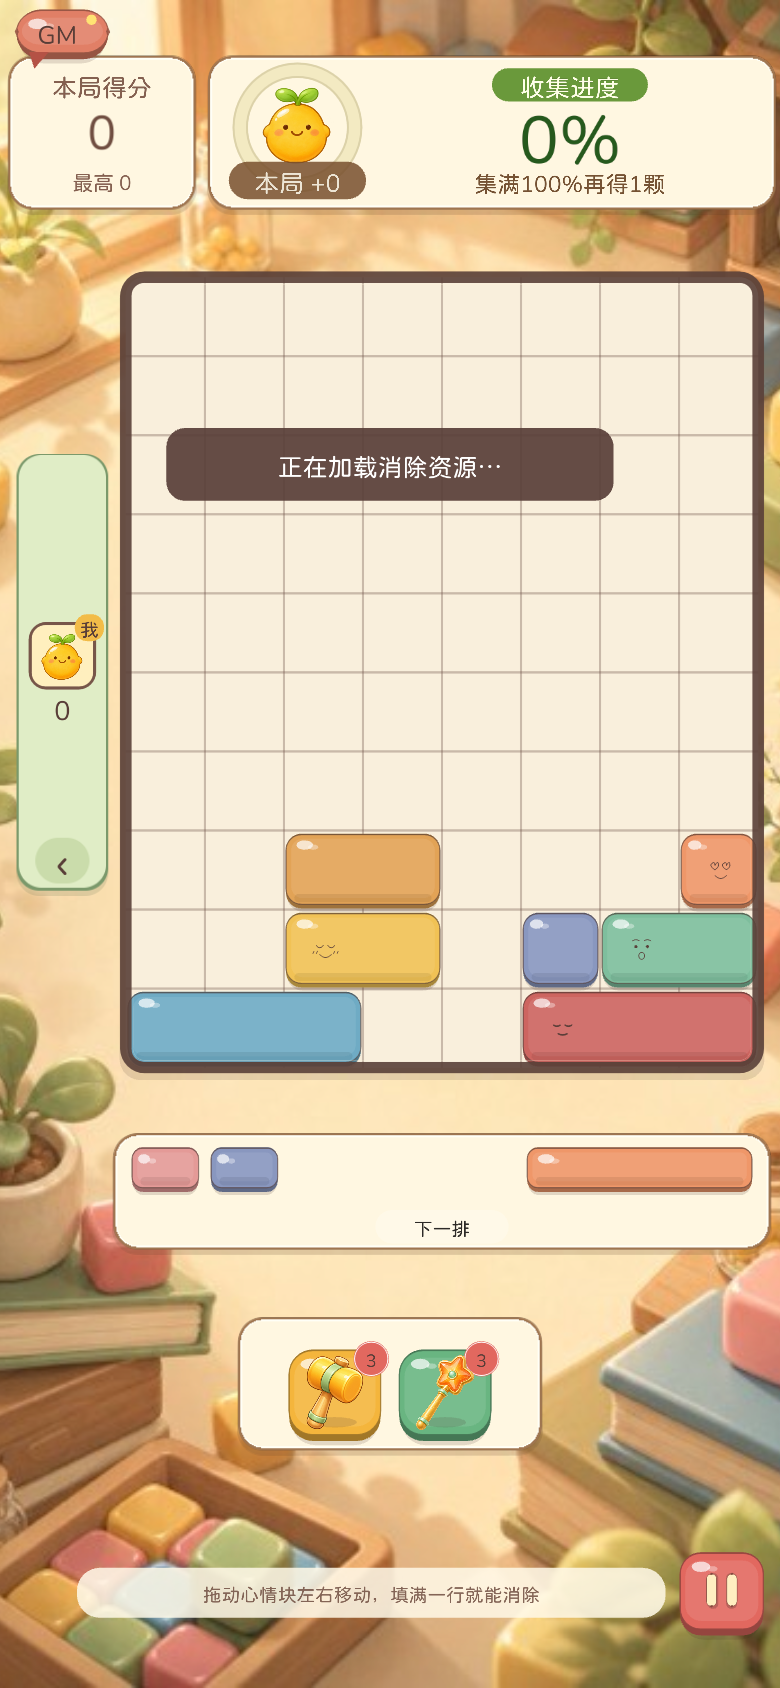 GM
本局得分
0
最高 0
本局 +0
收集进度
0%
集满100%再得1颗
正在加载消除资源…
我
0
下一排
3
3
拖动心情块左右移动，填满一行就能消除